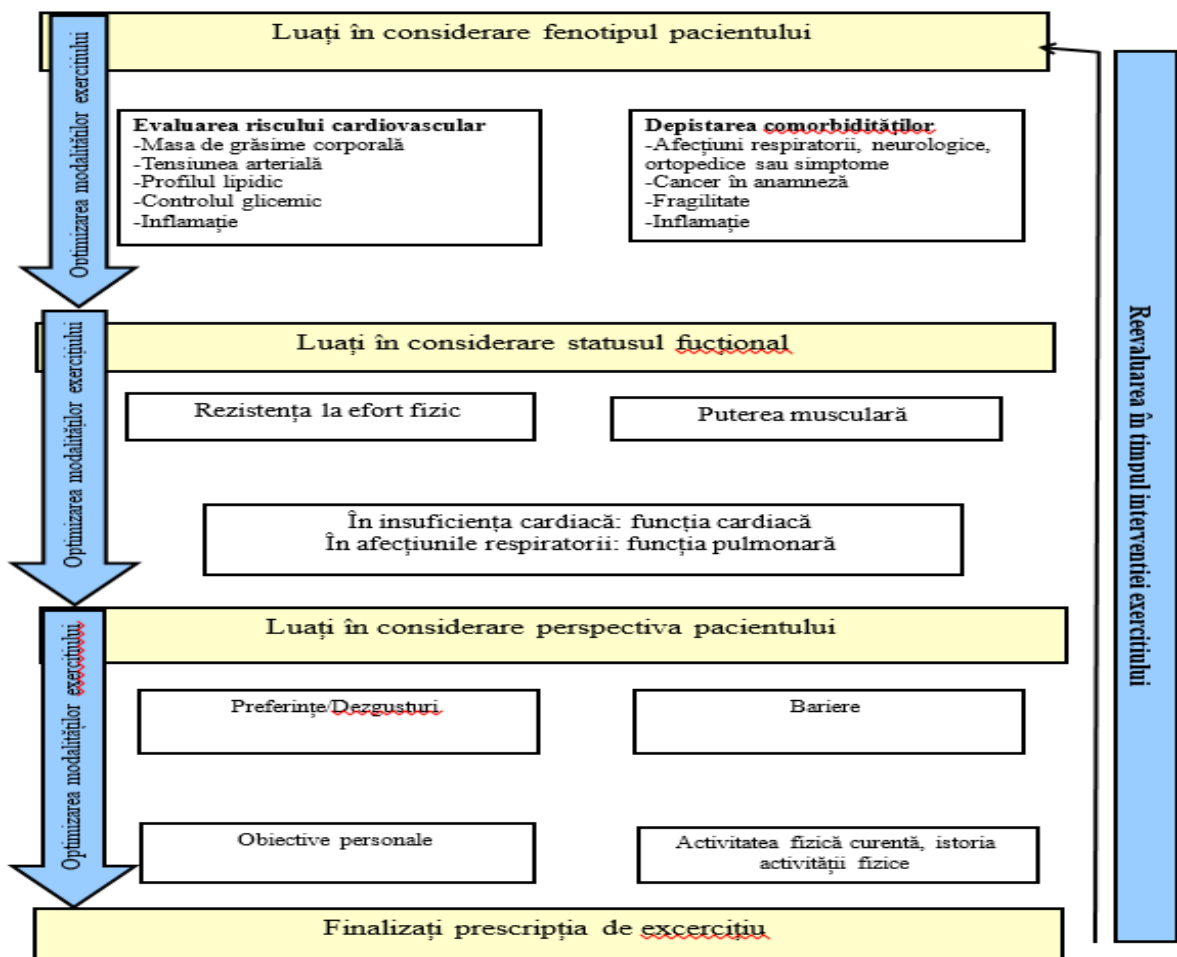 Luați în considerare fenotipul pacientului
Optimizarea modalităților exercitiului
Evaluarea riscului cardiovascular
-Masa de grăsime corporală
-Tensiunea arterială
-Profilul lipidic
-Controlul glicemic
-Inflamație
Depistarea comorbidităților
-Afecțiuni respiratorii, neurologice,
ortopedice sau simptome
-Cancer în anamneză
-Fragilitate
-Inflamație
Luați în considerare statusul fucțional
Optimizarea modalităților exercițiului
Rezistența la efort fizic
Puterea musculară
În insuficiența cardiacă: funcția cardiacă
În afecțiunile respiratorii: funcția pulmonară
Luați în considerare perspectiva pacientului
Optimizarea modalităților exercitiului
Preferințe/Dezgusturi
Bariere
Obiective personale
Activitatea fizică curentă, istoria
activității fizice
Finalizați prescripția de excercițiu
Reevaluarea în timpul interventiei exercitiului